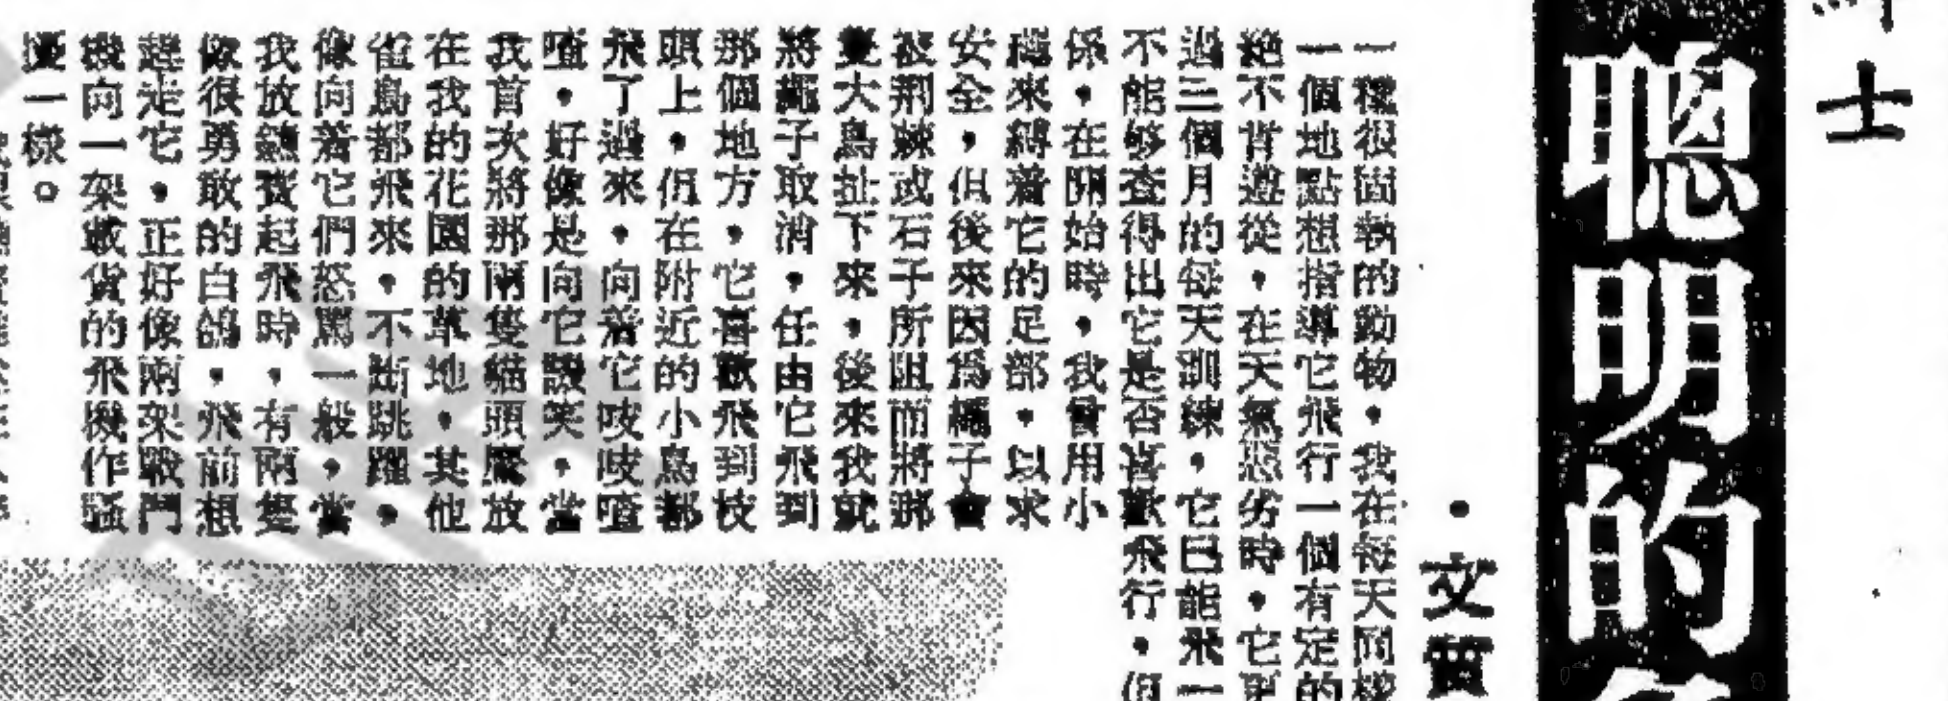 士
聰明的
•文
一種很固執的動物，我在每天同樣
一個地點想指導它飛行一個有定的
絕不肯遵從，在天氣惡劣時，它更
過三個月的每天訓練，它已能飛一
不能够查得出它是否喜歡飛行，但
係，在開始時，我會用小
繩來縛着它的足部，以求
安全，但後來因爲繩子會
被荆棘或石子所阻而將那
隻大鳥扯下來，後來我就
將繩子取消，任由它飛到
那個地方，它喜歡飛到枝
頭上，但在附近的小鳥都
飛了過來，向着它吱吱喳
喳，好像是向它譏笑，當
我首次將那兩隻貓頭鷹放
在我的花園的草地，其他
雀鳥都飛來，不斷跳躍，
像向着它們怒罵一般，當
我放起飛時，有兩隻
像很勇敢的白鴿，飛前想
趕走它，正好像兩架戰鬥
機向一架載貨的飛機作騷
擾一樣。